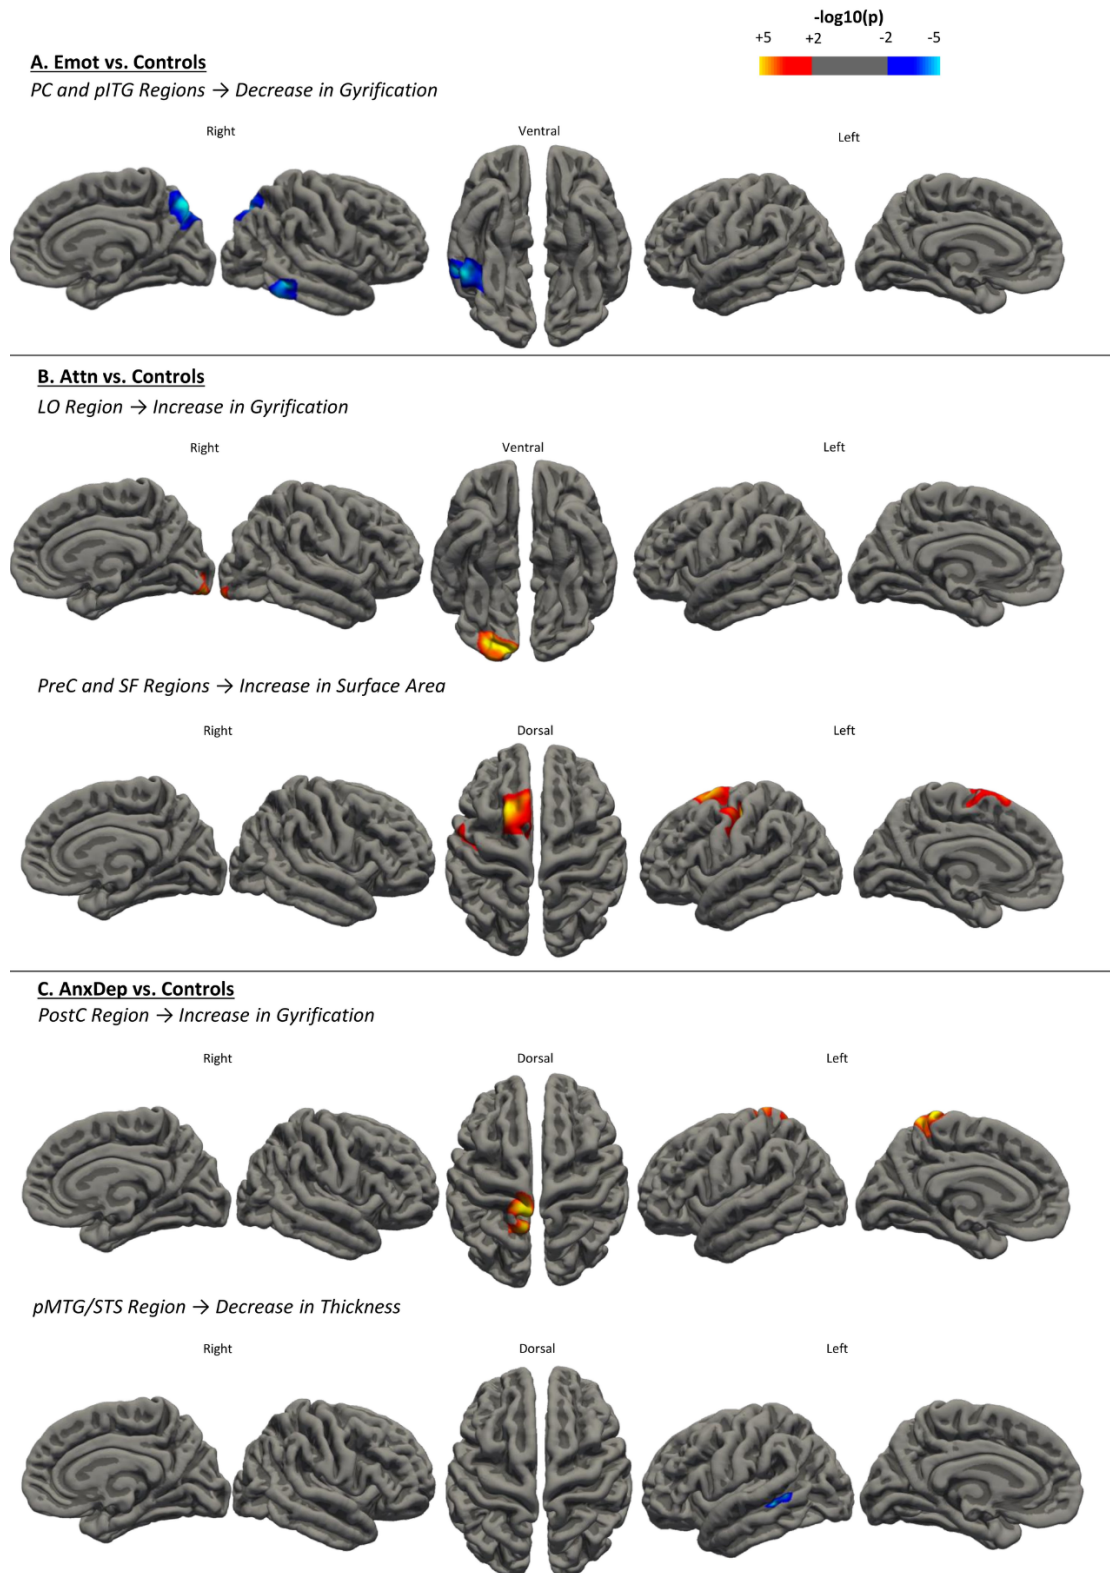 -log10(p)
+5 +2 -2 -5
A. Emot vs. Controls
PC and pITG Regions → Decrease in Gyrification
Right Ventral Left
B. Attn vs. Controls
LO Region → Increase in Gyrification
Right Ventral Left
PreC and SF Regions → Increase in Surface Area
Right Dorsal Left
C. AnxDep vs. Controls
PostC Region → Increase in Gyrification
Right Dorsal Left
pMTG/STS Region → Decrease in Thickness
Right Dorsal Left